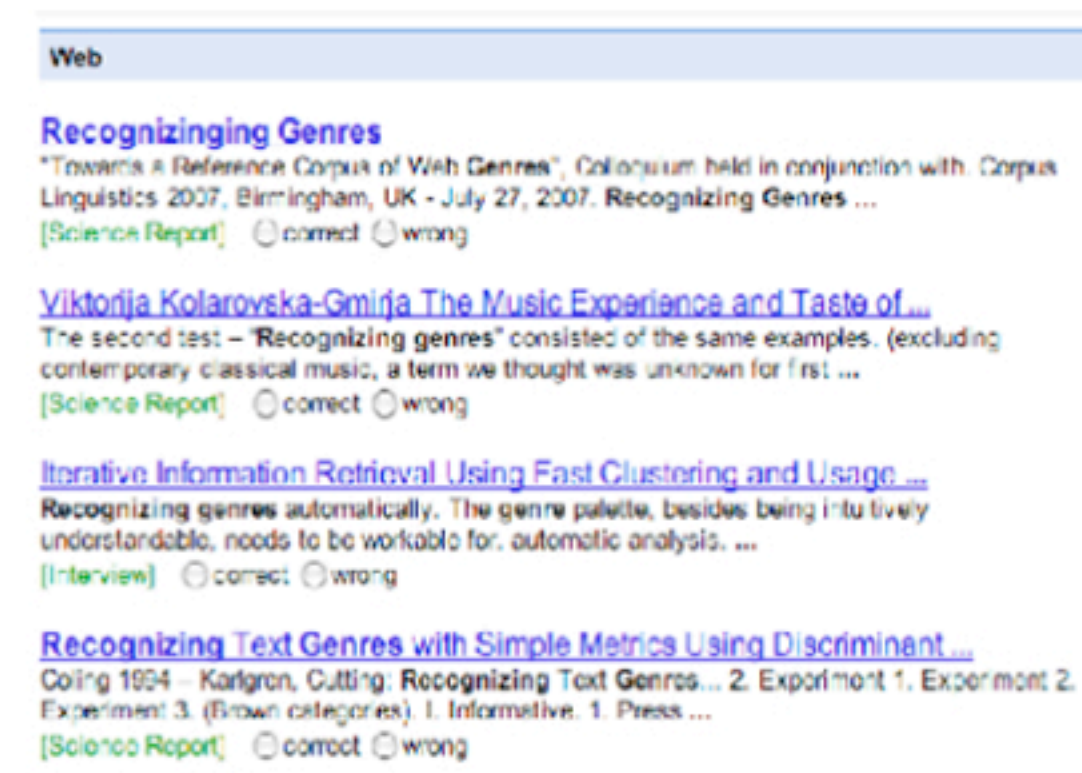 Web
Recognizinging Genres
"Towards a Reference Corpus of Web Genres", Colloquium held in conjunction with. Corpus
Linguistics 2007, Birmingham, UK - July 27, 2007. Recognizing Genres ...
[Science Report] correct wrong
Viktorija Kolarovska-Gmirja The Music Experience and Taste of ...
The second test – "Recognizing genres" consisted of the same examples. (excluding
contemporary classical music, a term we thought was unknown for first ...
[Science Report] correct wrong
Iterative Information Retrieval Using Fast Clustering and Usage ...
Recognizing genres automatically. The genre palette, besides being intuitively
understandable, needs to be workable for. automatic analysis. ...
[Interview] correct wrong
Recognizing Text Genres with Simple Metrics Using Discriminant ...
Coling 1994 – Karlgren, Cutting: Recognizing Text Genres... 2. Experiment 1. Experiment 2.
Experiment 3. (Brown categories). I. Informative. 1. Press ...
[Science Report] correct wrong